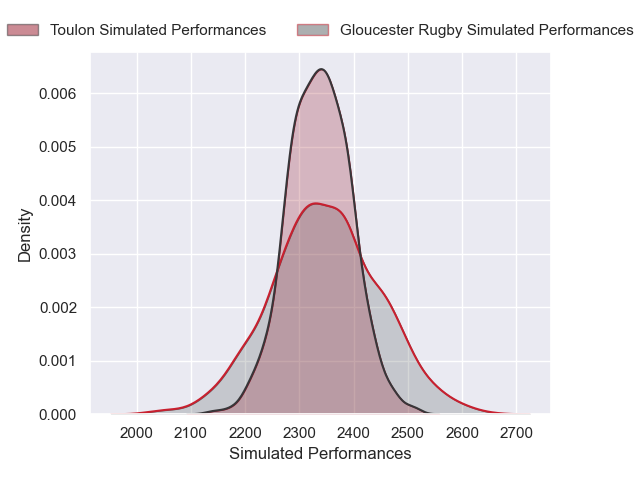 Toulon Simulated Performances
Gloucester Rugby Simulated Performances
0.006
0.005
0.004
0.003
0.002
0.001
0.000
Density
2000 2100 2200 2300 2400 2500 2600 2700
Simulated Performances